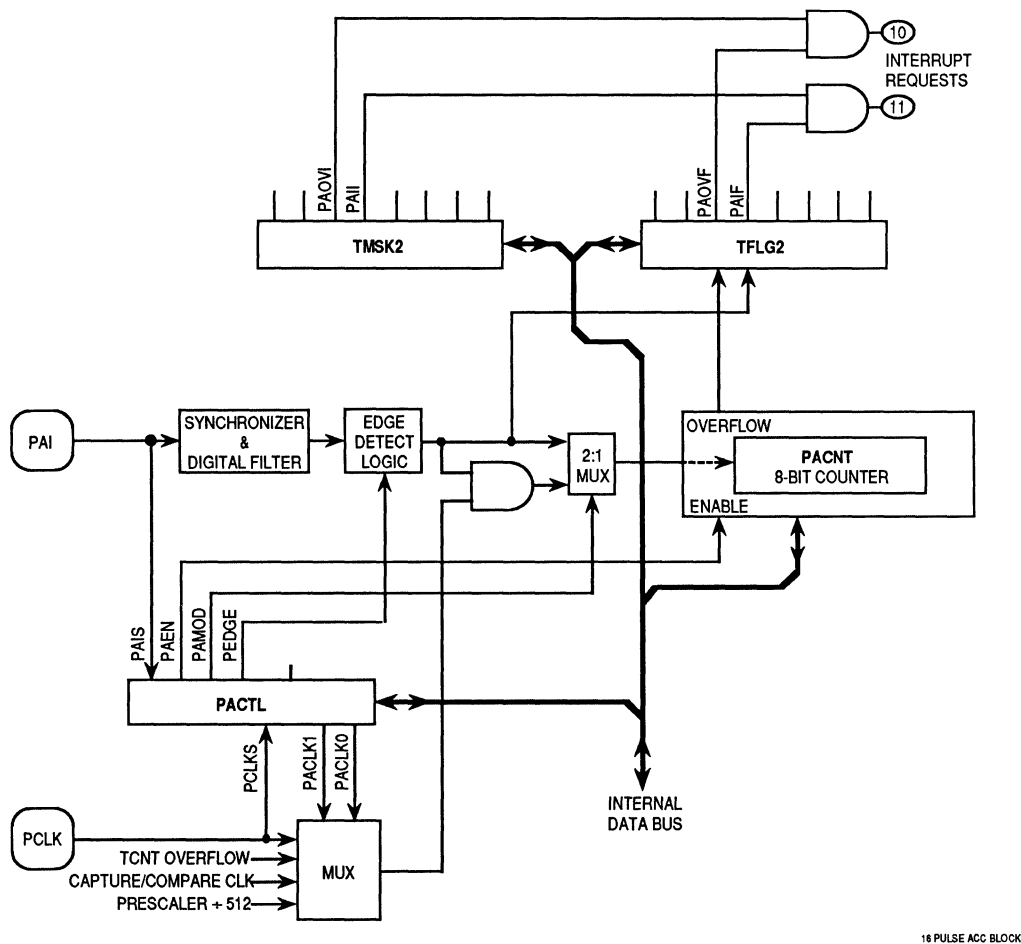 10
INTERRUPT
REQUESTS
11
PAOVI
PAII
PAOVF
PAIF
TMSK2
TFLG2
PAI
SYNCHRONIZER
&
DIGITAL FILTER
EDGE
DETECT
LOGIC
2:1
MUX
OVERFLOW
PACNT
8-BIT COUNTER
ENABLE
PAIS
PAEN
PAMOD
PEDGE
PACTL
PCLKS
PACLK1
PACLK0
INTERNAL
DATA BUS
PCLK
TCNT OVERFLOW
CAPTURE/COMPARE CLK
PRESCALER ÷ 512
MUX
16 PULSE ACC BLOCK